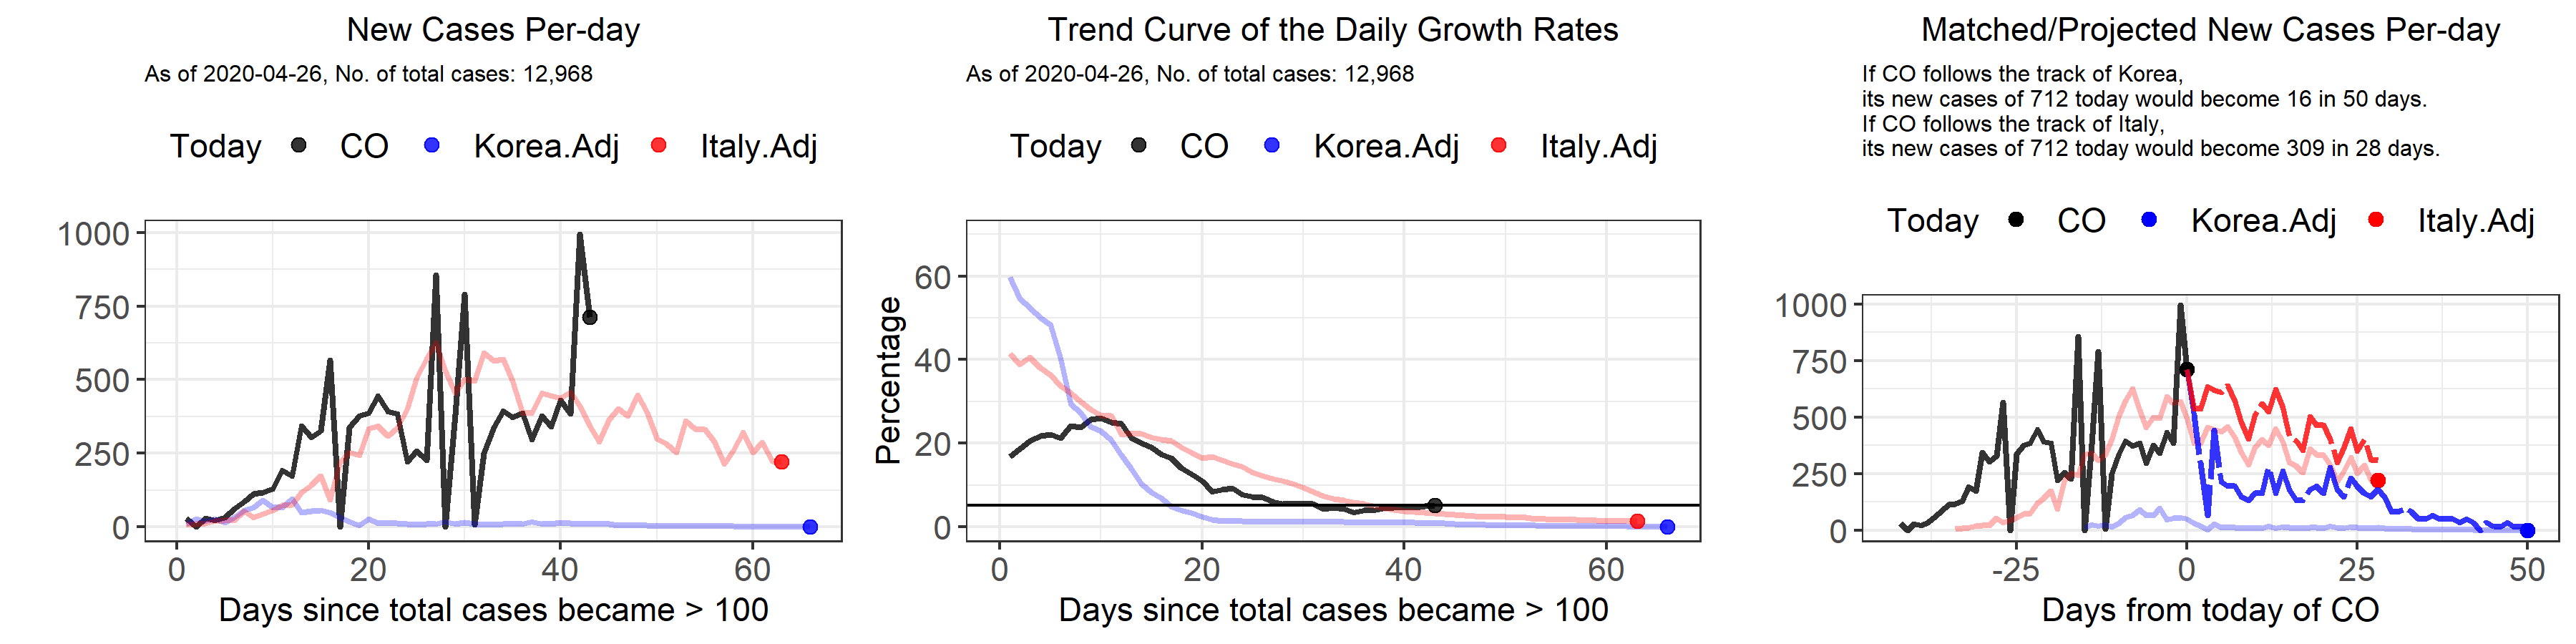 New Cases Per-day
As of 2020-04-26, No. of total cases: 12,968
Today CO Korea.Adj Italy.Adj
1000
750
500
250
0
0 20 40 60
Days since total cases became > 100
Trend Curve of the Daily Growth Rates
As of 2020-04-26, No. of total cases: 12,968
Today CO Korea.Adj Italy.Adj
Percentage
60
40
20
0
0 20 40 60
Days since total cases became > 100
Matched/Projected New Cases Per-day
If CO follows the track of Korea,
its new cases of 712 today would become 16 in 50 days.
If CO follows the track of Italy,
its new cases of 712 today would become 309 in 28 days.
Today CO Korea.Adj Italy.Adj
1000
750
500
250
0
-25 0 25 50
Days from today of CO